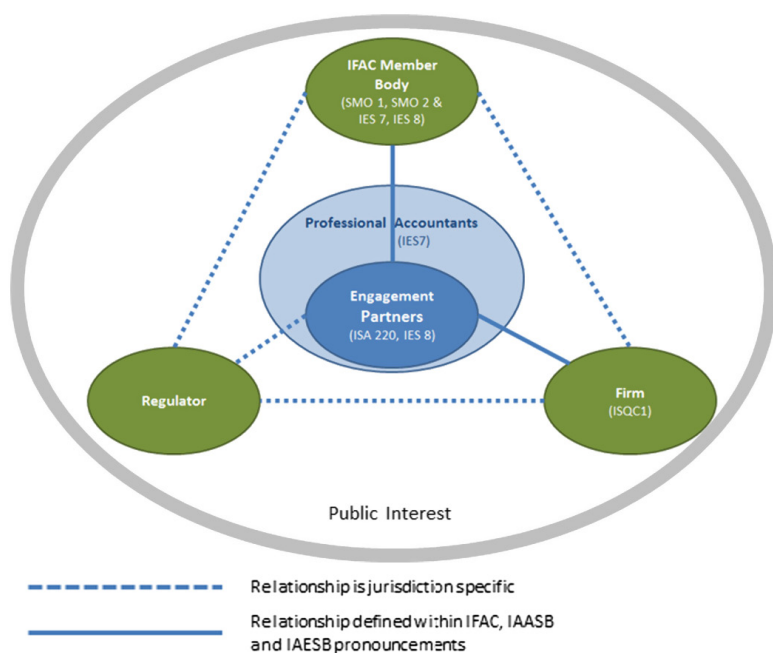 IFAC Member
Body
(SMO 1, SMO 2 &
IES 7, IES 8)
Professional Accountants
(IES7)
Engagement
Partners
(ISA 220, IES 8)
Regulator
Firm
(ISQC1)
Public Interest
Relationship is jurisdiction specific
Relationship defined within IFAC, IAASB
and IAESB pronouncements